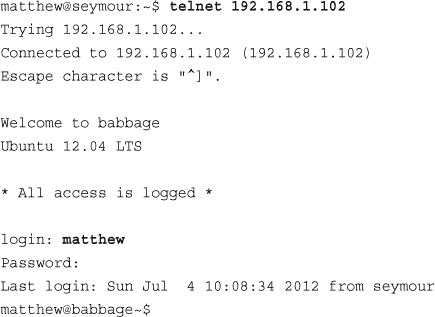 matthew@seymour:~$ telnet 192.168.1.102
Trying 192.168.1.102...
Connected to 192.168.1.102 (192.168.1.102)
Escape character is "^]".
Welcome to babbage
Ubuntu 12.04 LTS
* All access is logged *
login: matthew
Password:
Last login: Sun Jul  4 10:08:34 2012 from seymour
matthew@babbage~$